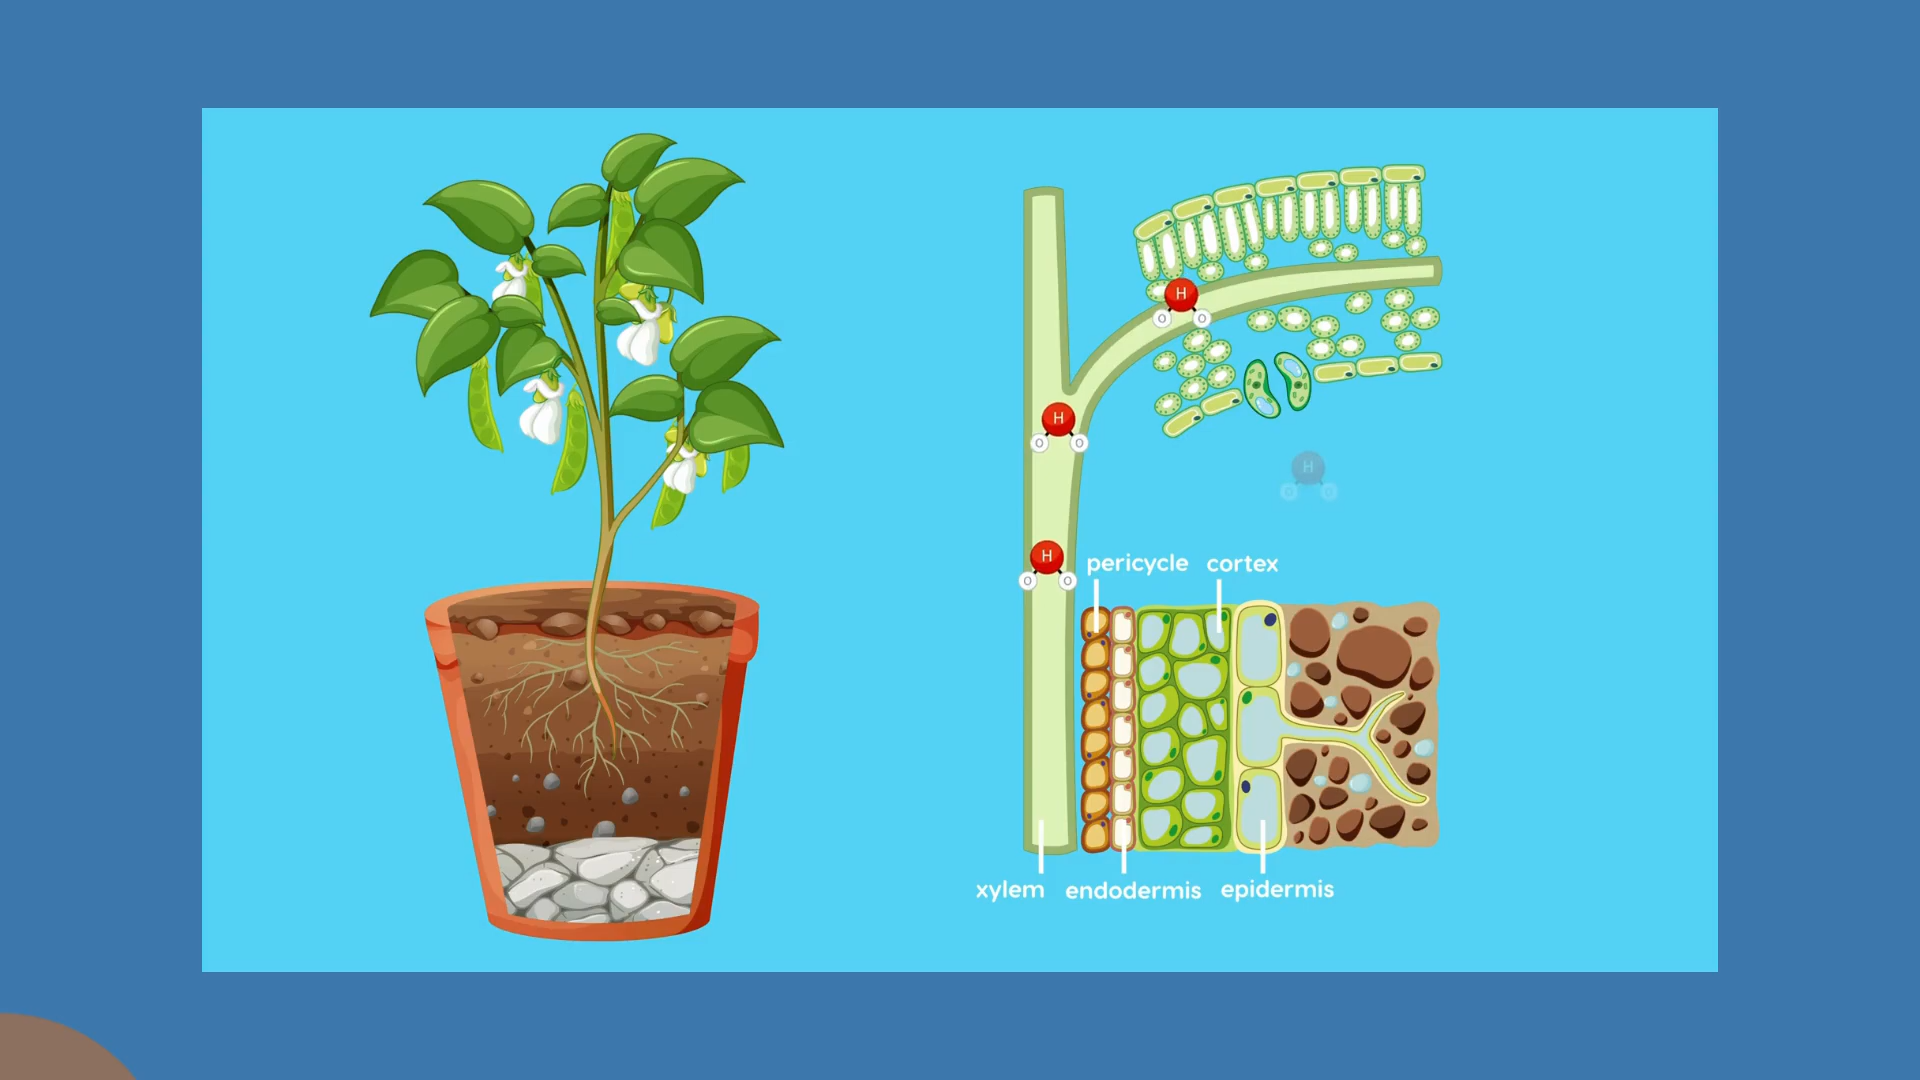 H
O O
H
O O
H
O O
H
O O
pericycle cortex
xylem endodermis epidermis